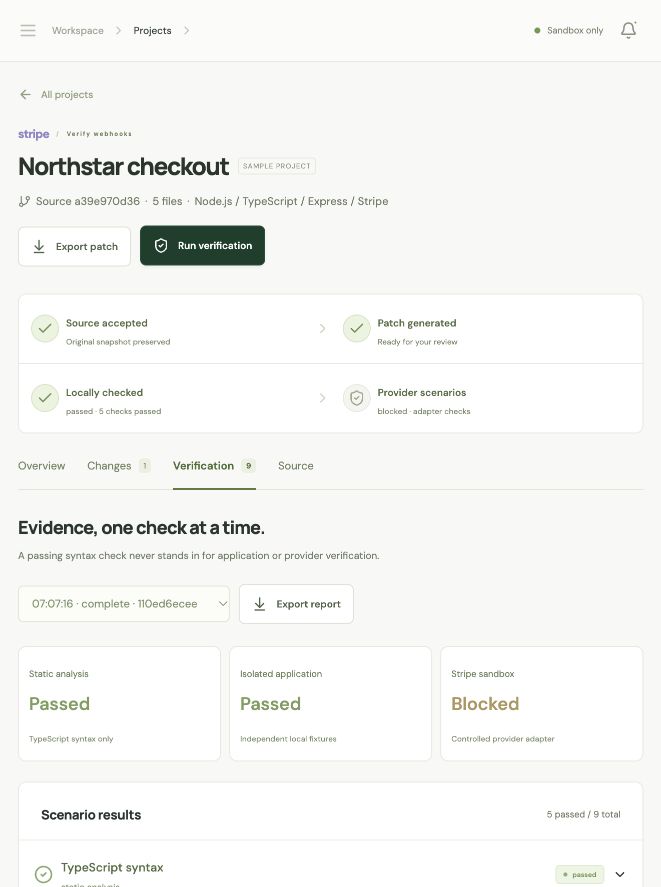 Workspace Projects Sandbox only
All projects
stripe / Verify webhooks
Northstar checkout SAMPLE PROJECT
Source a39e970d36 · 5 files · Node.js / TypeScript / Express / Stripe
Export patch Run verification
Source accepted
Original snapshot preserved
Patch generated
Ready for your review
Locally checked
passed · 5 checks passed
Provider scenarios
blocked · adapter checks
Overview Changes 1 Verification 9 Source
Evidence, one check at a time.
A passing syntax check never stands in for application or provider verification.
07:07:16 · complete · 110ed6ecee Export report
Static analysis
Passed
TypeScript syntax only
Isolated application
Passed
Independent local fixtures
Stripe sandbox
Blocked
Controlled provider adapter
Scenario results 5 passed / 9 total
TypeScript syntax passed
static analysis